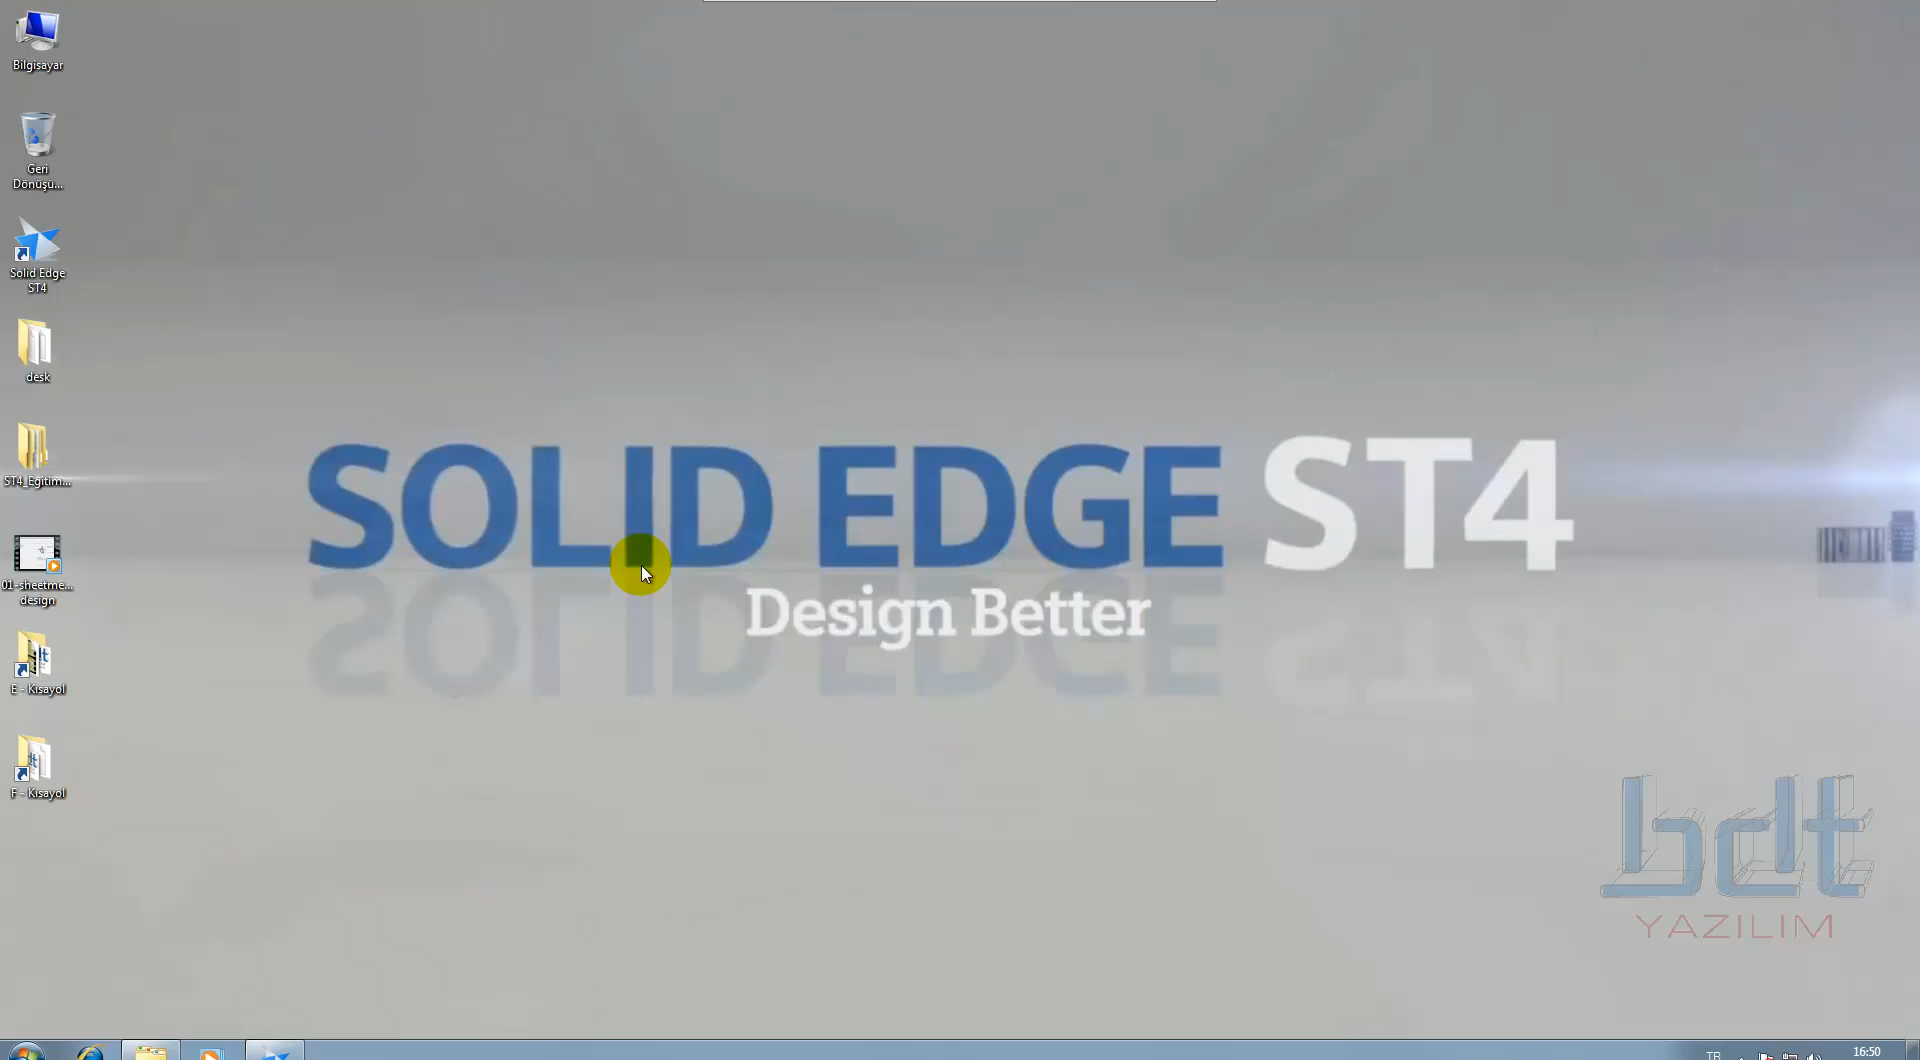 Bilgisayar
Geri
Dönüşü...
Solid Edge
ST4
desk
ST4_Egitim...
01-sheetme...
design
E - Kısayol
F - Kısayol
SOLID EDGE ST4
Design Better
bdt
YAZILIM
TR
16:50